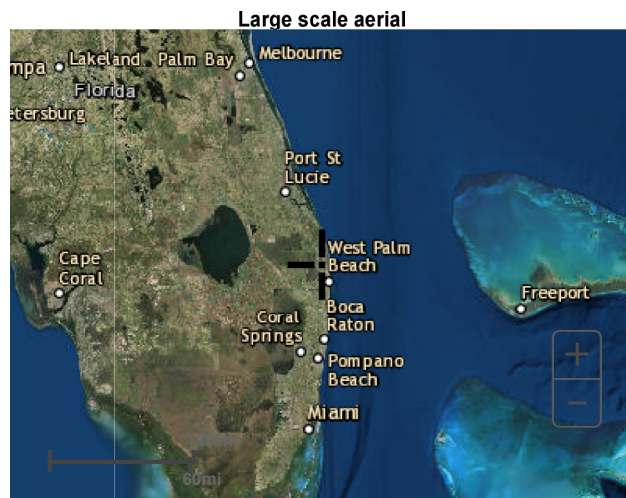 Large scale aerial
mpa
Lakeland
Palm Bay
Melbourne
Florida
etersburg
Port St
Lucie
West Palm
Beach
Cape
Coral
Freeport
Boca
Raton
Coral
Springs
Pompano
Beach
Miami
60mi